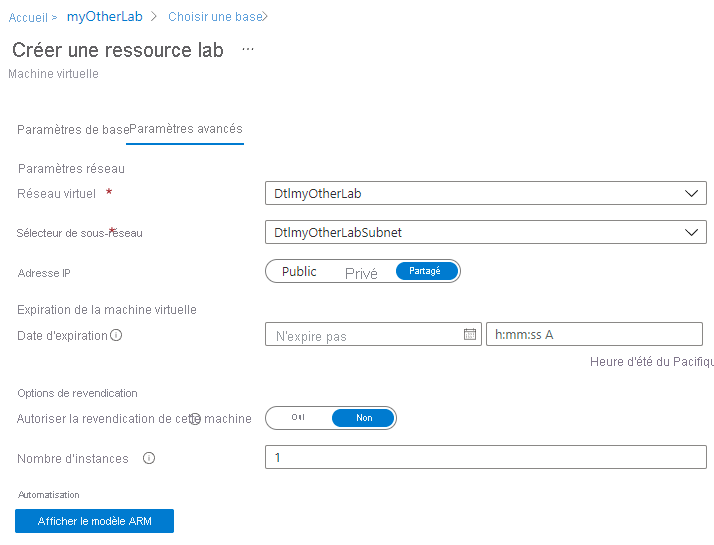 Accueil > myOtherLab > Choisir une base>
Créer une ressource lab ...
Machine virtuelle
Paramètres de base Paramètres avancés
Paramètres réseau
Réseau virtuel * DtlmyOtherLab
Sélecteur de sous-réseau * DtlmyOtherLabSubnet
Adresse IP Public Privé Partagé
Expiration de la machine virtuelle
Date d'expiration N'expire pas h:mm:ss A
Heure d'été du Pacifiqu
Options de revendication
Autoriser la revendication de cette machine Oui Non
Nombre d'instances 1
Automatisation
Afficher le modèle ARM